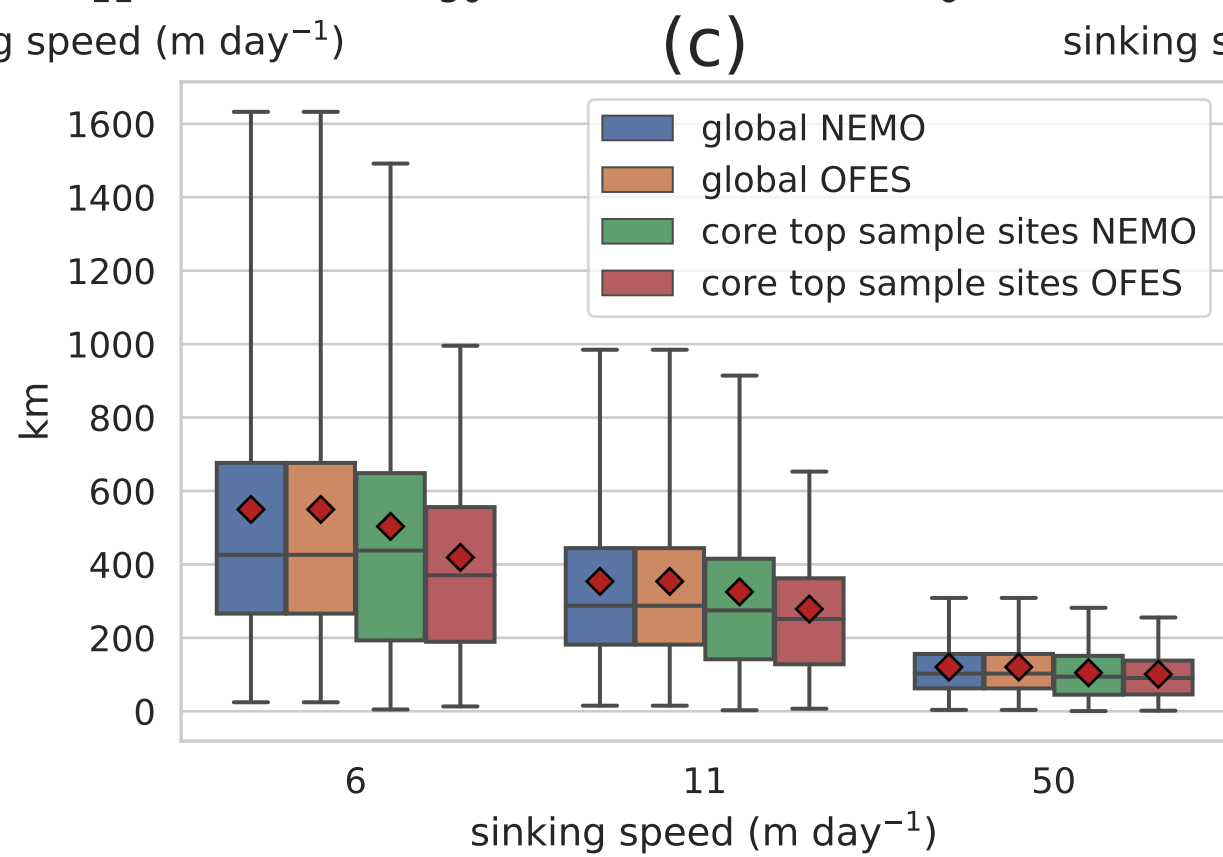 g speed (m day⁻¹)
(c)
sinking s
1600
1400
1200
1000
800
600
400
200
0
km
global NEMO
global OFES
core top sample sites NEMO
core top sample sites OFES
6
11
50
sinking speed (m day⁻¹)